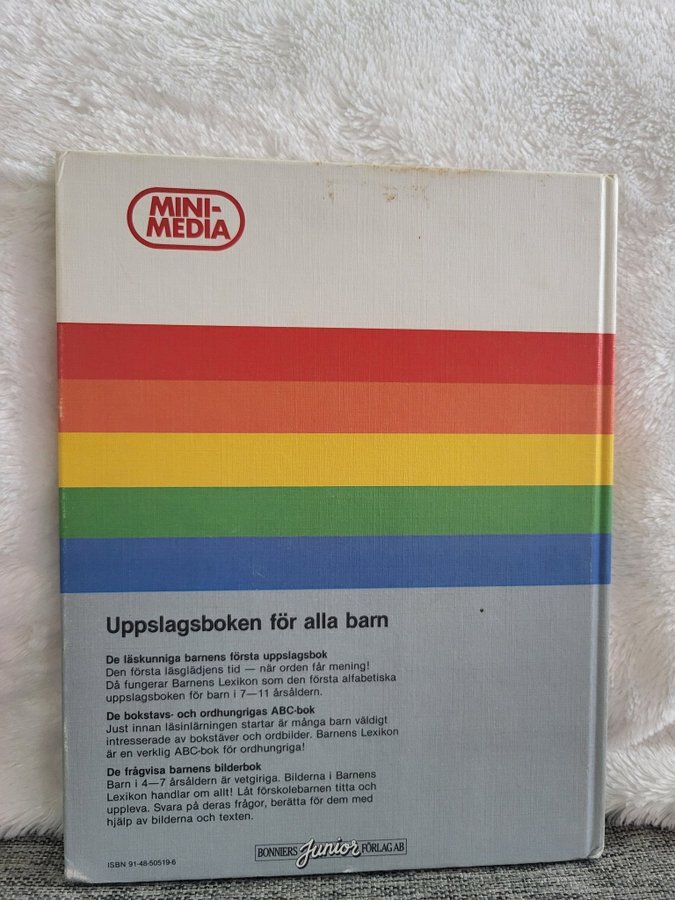 MINI-
MEDIA
Uppslagsboken för alla barn
De läskunniga barnens första uppslagsbok
Den första läsglädjens tid — när orden får mening!
Då fungerar Barnens Lexikon som den första alfabetiska
uppslagsboken för barn i 7—11 årsåldern.
De bokstavs- och ordhungrigas ABC-bok
Just innan läsinlärningen startar är många barn väldigt
intresserade av bokstäver och ordbilder. Barnens Lexikon
är en verklig ABC-bok för ordhungriga!
De frågvisa barnens bilderbok
Barn i 4—7 årsåldern är vetgiriga. Bilderna i Barnens
Lexikon handlar om allt! Låt förskolebarnen titta och
uppleva. Svara på deras frågor, berätta för dem med
hjälp av bilderna och texten.
BONNIERS Junior FÖRLAG AB
ISBN 91-48-50519-6